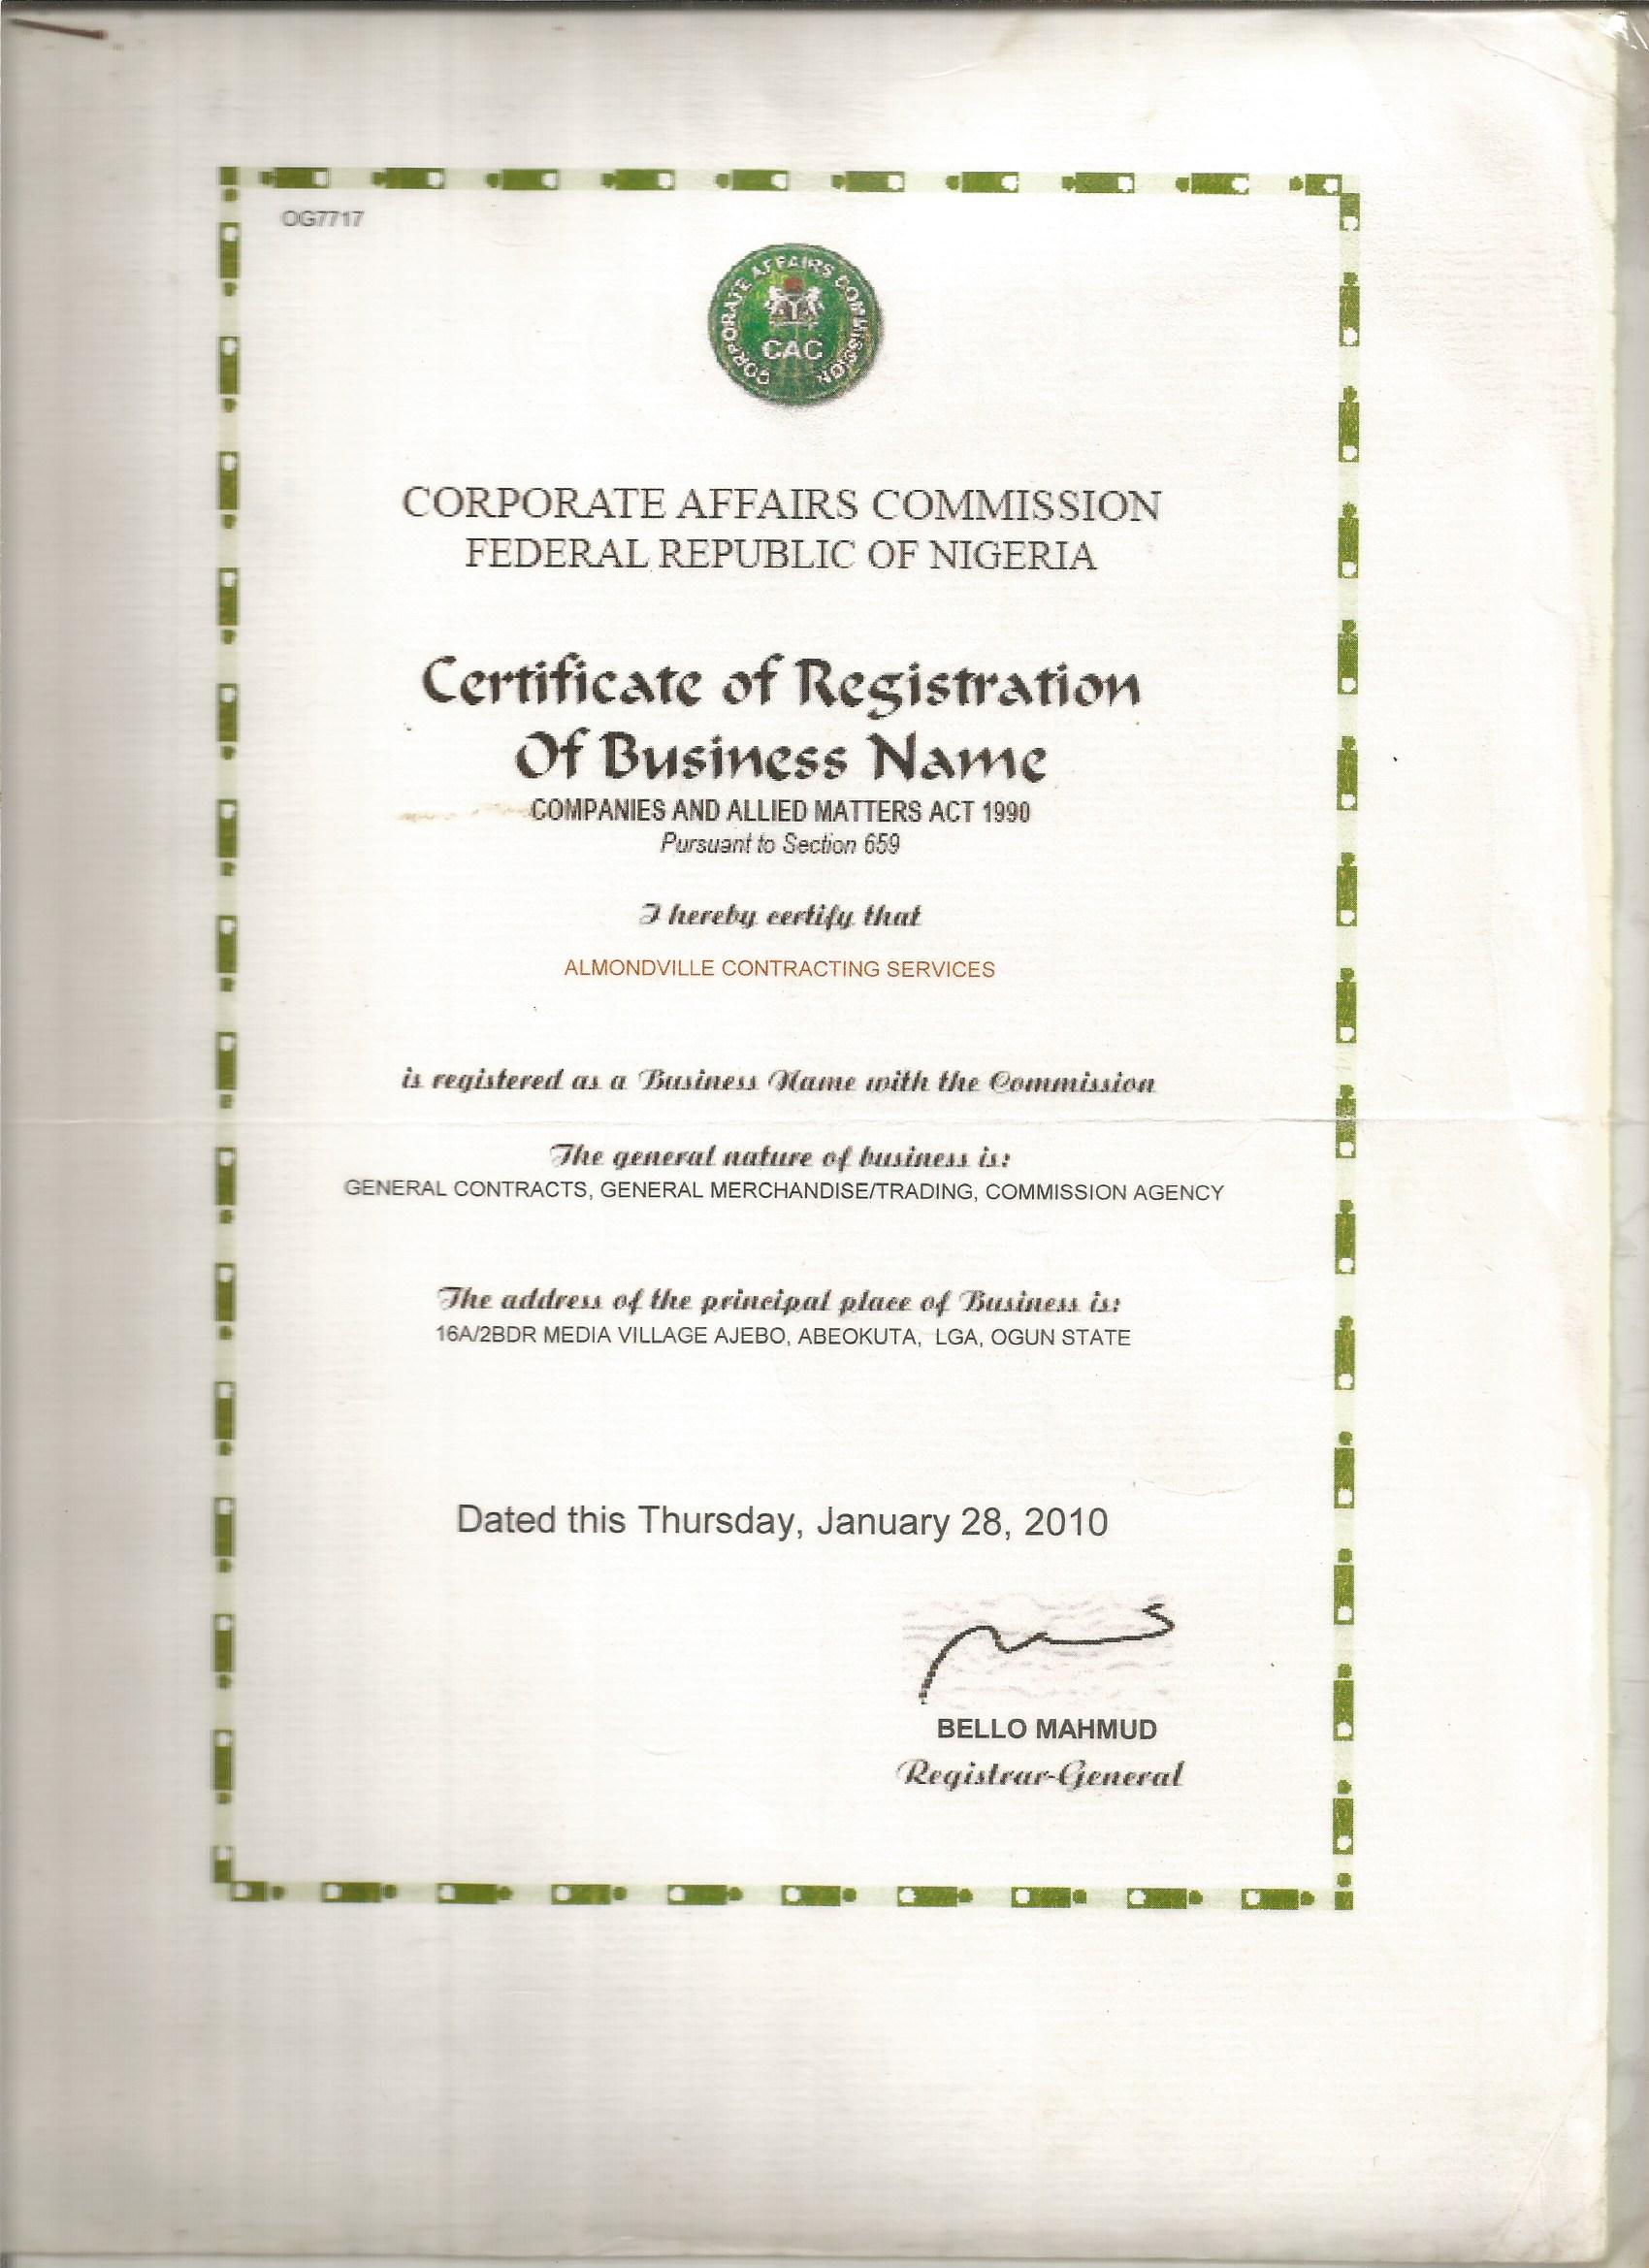 OG7717
CORPORATE AFFAIRS COMMISSION
CAC
CORPORATE AFFAIRS COMMISSION
FEDERAL REPUBLIC OF NIGERIA
Certificate of Registration
Of Business Name
COMPANIES AND ALLIED MATTERS ACT 1990
Pursuant to Section 659
I hereby certify that
ALMONDVILLE CONTRACTING SERVICES
is registered as a Business Name with the Commission
The general nature of business is:
GENERAL CONTRACTS, GENERAL MERCHANDISE/TRADING, COMMISSION AGENCY
The address of the principal place of Business is:
16A/2BDR MEDIA VILLAGE AJEBO, ABEOKUTA,  LGA, OGUN STATE
Dated this Thursday, January 28, 2010
BELLO MAHMUD
Registrar-General